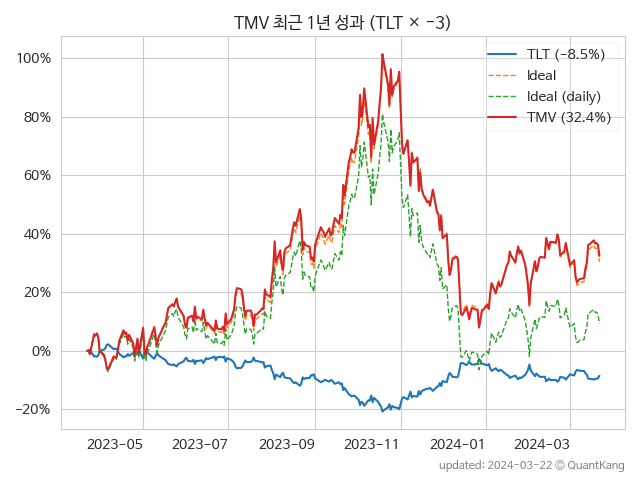 TMV 최근 1년 성과 (TLT × −3)
TLT (−8.5%)
Ideal
Ideal (daily)
TMV (32.4%)
100%
80%
60%
40%
20%
0%
−20%
2023-05 2023-07 2023-09 2023-11 2024-01 2024-03
updated: 2024-03-22 © QuantKang